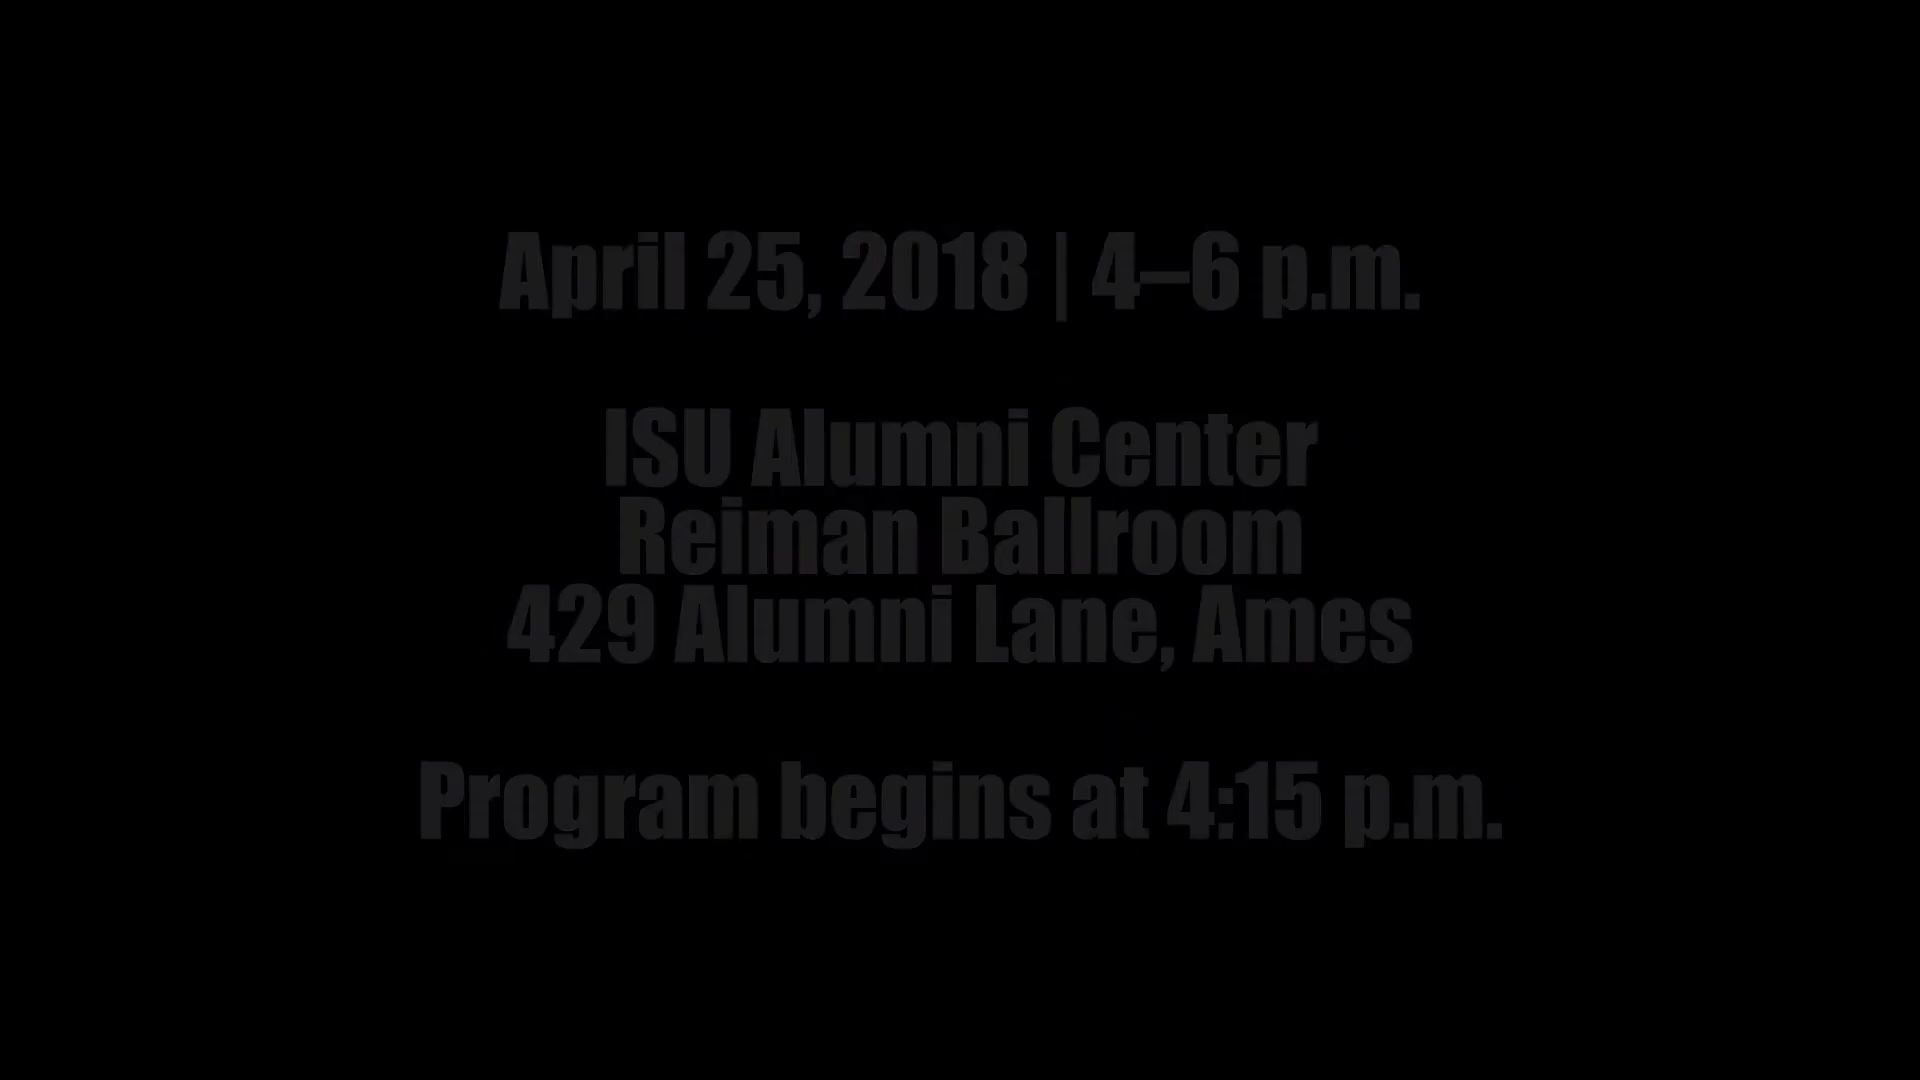 April 25, 2018 | 4–6 p.m.
ISU Alumni Center
Reiman Ballroom
429 Alumni Lane, Ames
Program begins at 4:15 p.m.